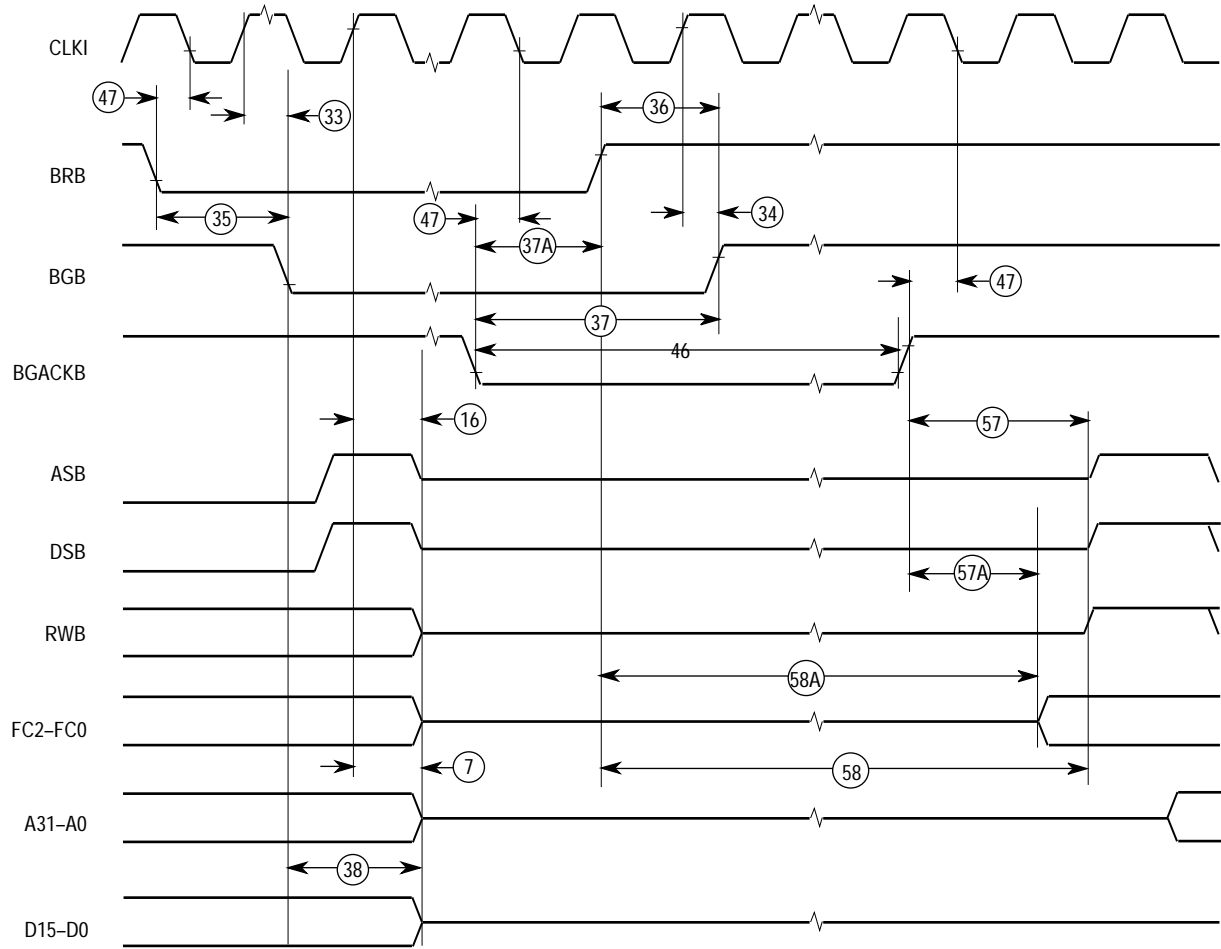 CLKI
47
33
36
BRB
35
47
37A
34
BGB
47
37
46
BGACKB
16
57
ASB
DSB
57A
RWB
58A
FC2–FC0
7
58
A31–A0
38
D15–D0